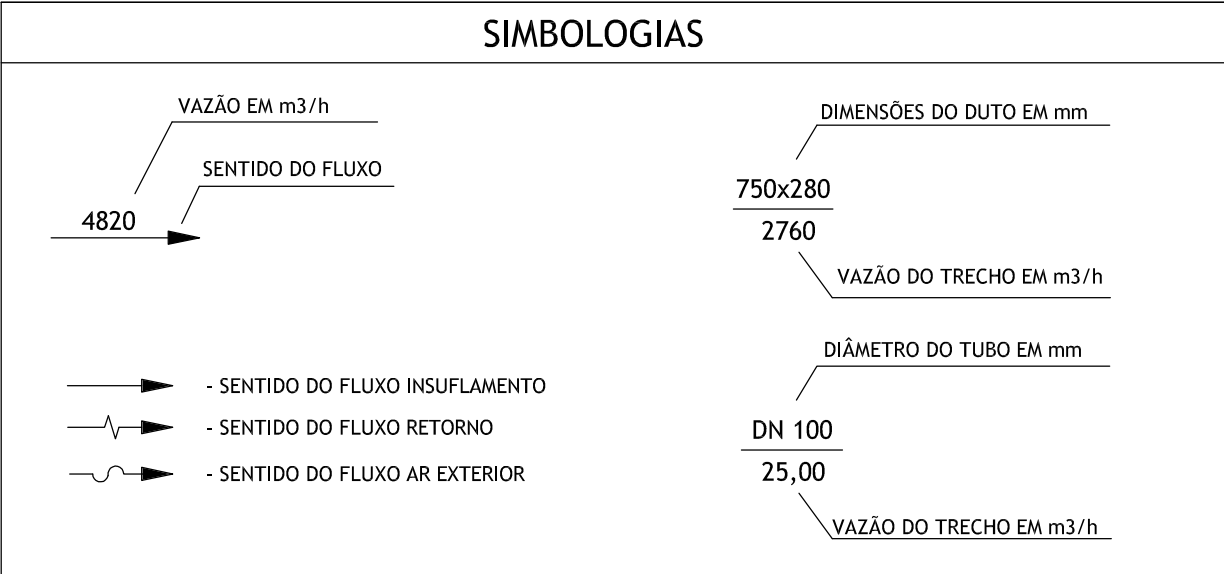 SIMBOLOGIAS
VAZÃO EM m3/h
SENTIDO DO FLUXO
4820
- SENTIDO DO FLUXO INSUFLAMENTO
- SENTIDO DO FLUXO RETORNO
- SENTIDO DO FLUXO AR EXTERIOR
DIMENSÕES DO DUTO EM mm
750x280
2760
VAZÃO DO TRECHO EM m3/h
DIÂMETRO DO TUBO EM mm
DN 100
25,00
VAZÃO DO TRECHO EM m3/h